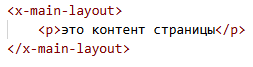 <x-main-layout>
    <p>это контент страницы</p>
</x-main-layout>